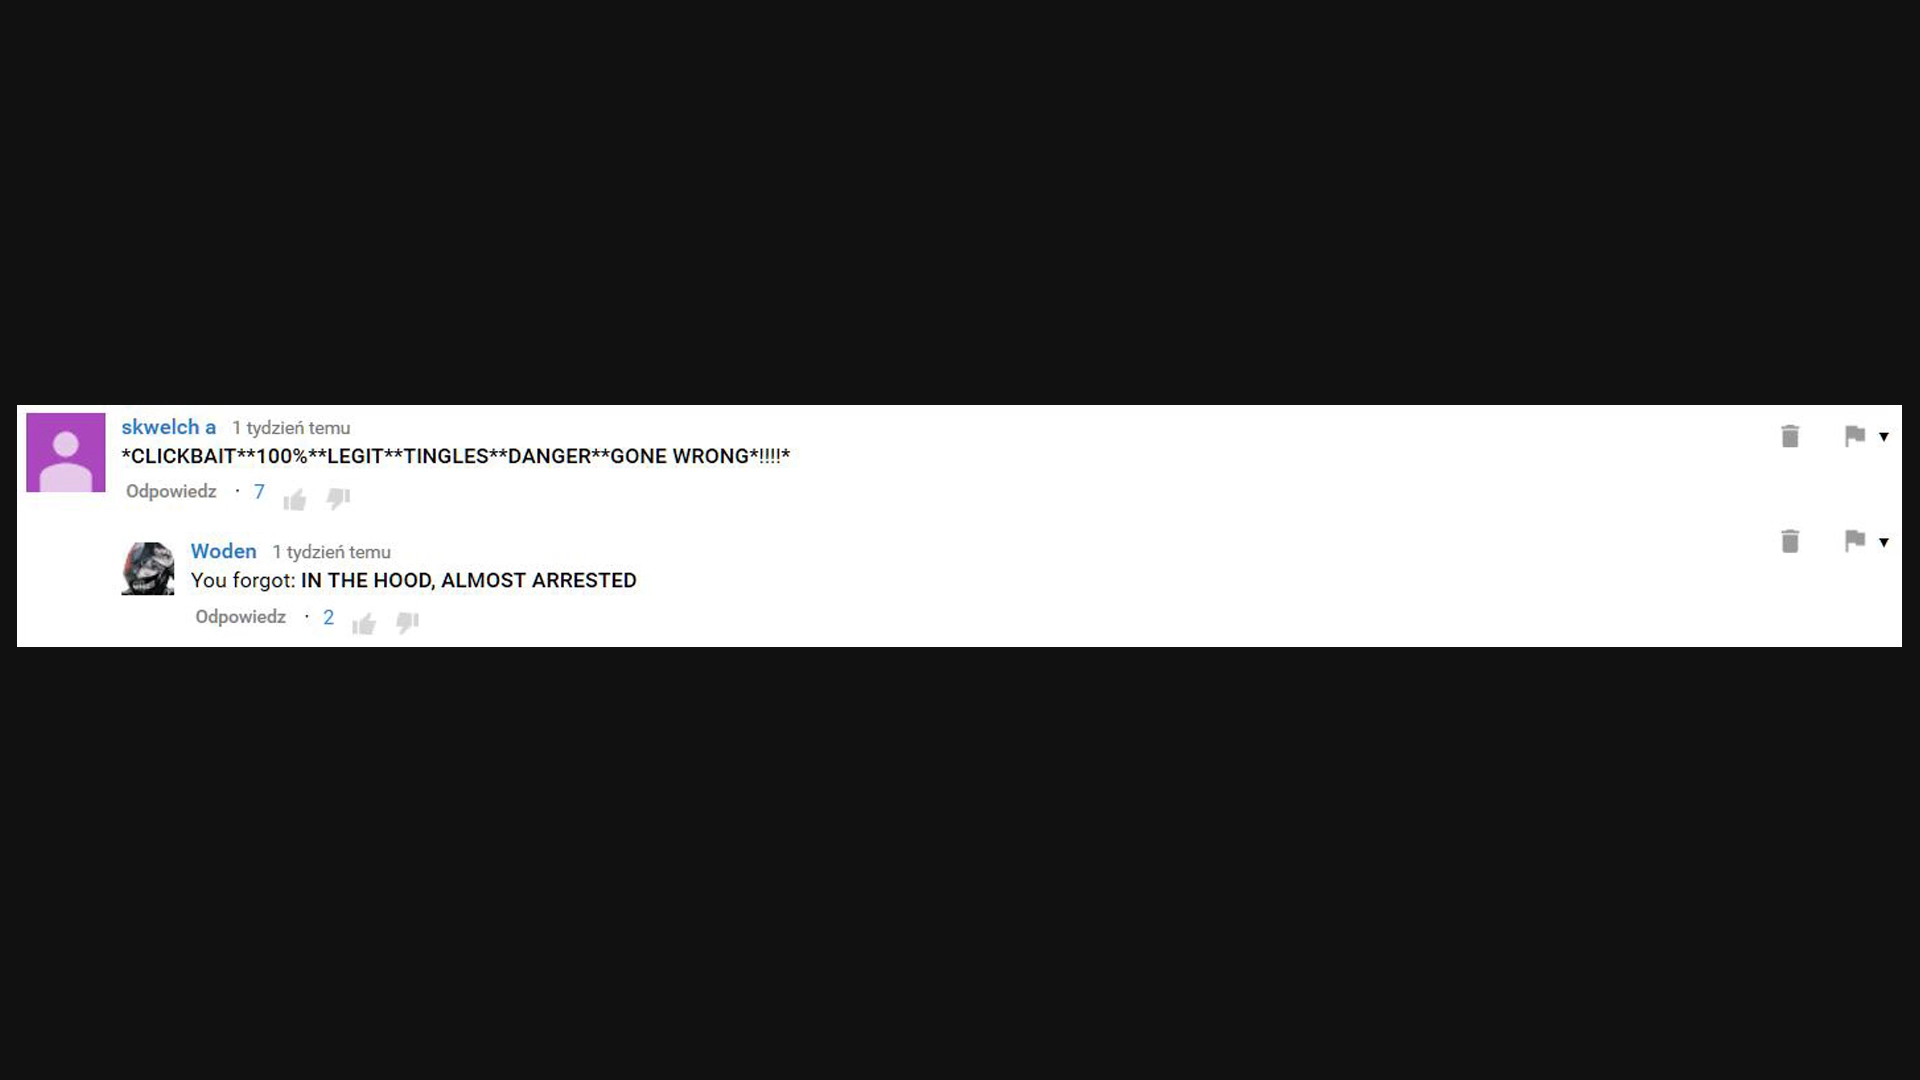 skwelch a 1 tydzień temu
*CLICKBAIT**100%**LEGIT**TINGLES**DANGER**GONE WRONG*!!!!*
Odpowiedz · 7
Woden 1 tydzień temu
You forgot: IN THE HOOD, ALMOST ARRESTED
Odpowiedz · 2